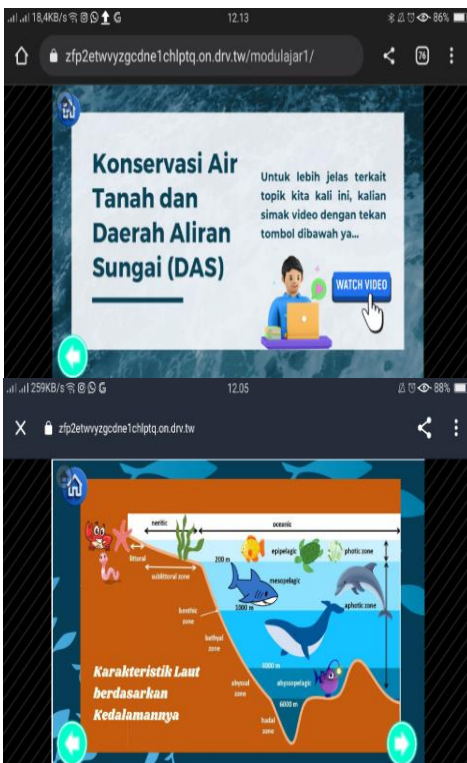 18,4KB/s G 12.13 86%
zfp2etwvyzgcdne1chlptq.on.drv.tw/modulajar1/ 76
Konservasi Air
Tanah dan
Daerah Aliran
Sungai (DAS)
Untuk lebih jelas terkait
topik kita kali ini, kalian
simak video dengan tekan
tombol dibawah ya...
WATCH VIDEO
259KB/s G 12.05 88%
X zfp2etwvyzgcdne1chlptq.on.drv.tw
neritic oceanic
littoral
sublittoral zone
200 m
epipelagic photic zone
mesopelagic
1000 m
aphotic zone
benthic
zone
bathyal
zone
4000 m
abyssal
zone
abyssopelagic
6000 m
hadal
zone
Karakteristik Laut
berdasarkan
Kedalamannya